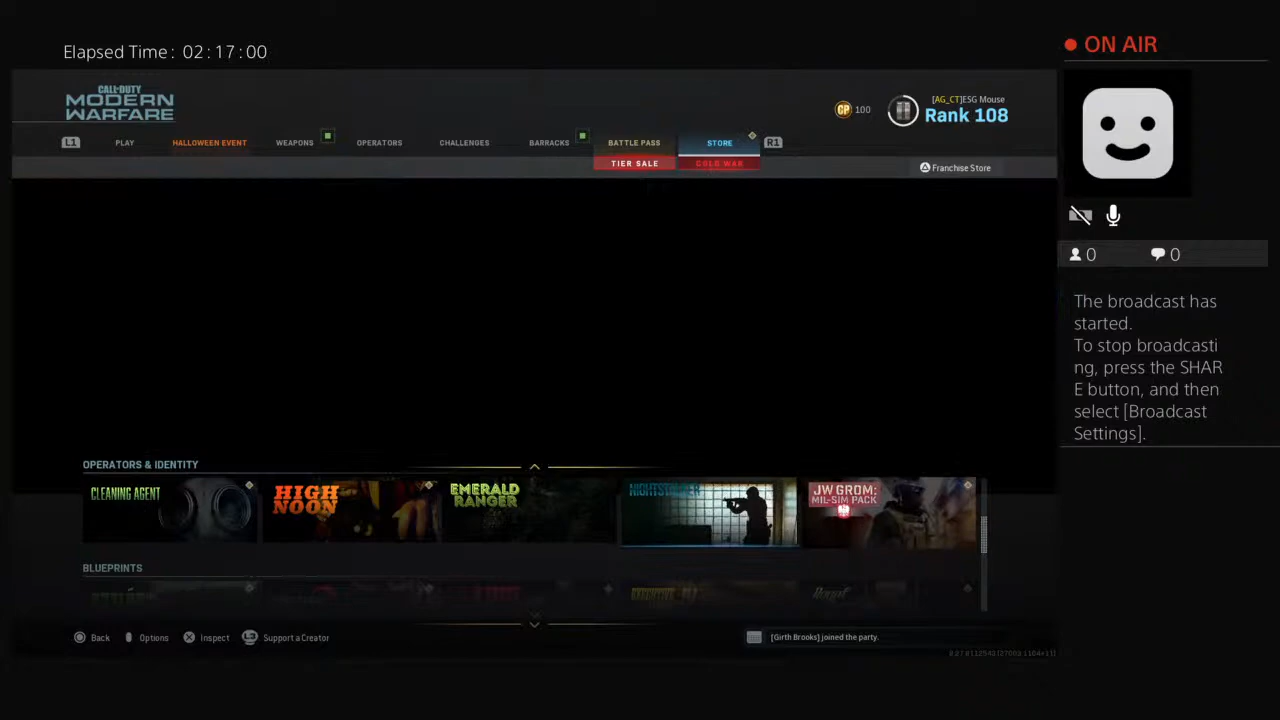 Elapsed Time: 02:17:00
ON AIR
CALL OF DUTY
MODERN
WARFARE
GP 100
[AG_CT]ESG Mouse
Rank 108
L1 PLAY HALLOWEEN EVENT WEAPONS OPERATORS CHALLENGES BARRACKS BATTLE PASS STORE R1
TIER SALE COLD WAR
Franchise Store
0 0
The broadcast has
started.
To stop broadcasti
ng, press the SHAR
E button, and then
select [Broadcast
Settings].
OPERATORS & IDENTITY
CLEANING AGENT
HIGH
NOON
EMERALD
RANGER
JW GROM:
MIL-SIM PACK
BLUEPRINTS
Back Options Inspect Support a Creator
[Girth Brooks] joined the party.